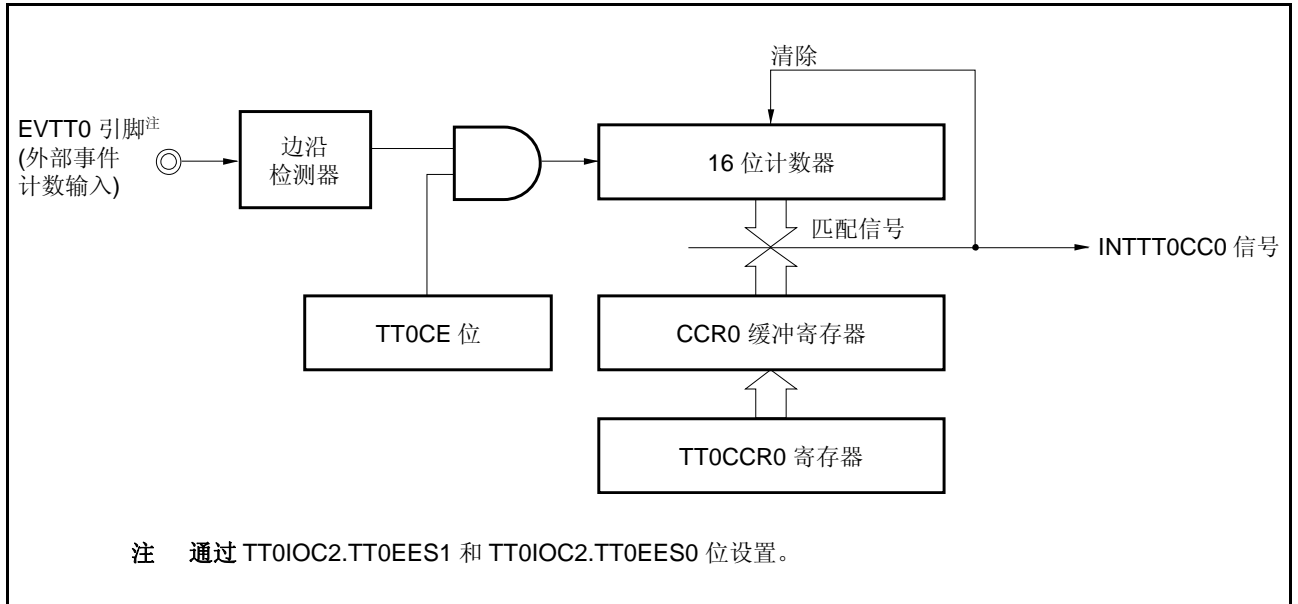 清除
EVTT0 引脚注
(外部事件
计数输入)
边沿
检测器
16 位计数器
匹配信号
INTTT0CC0 信号
TT0CE 位
CCR0 缓冲寄存器
TT0CCR0 寄存器
注 通过 TT0IOC2.TT0EES1 和 TT0IOC2.TT0EES0 位设置。